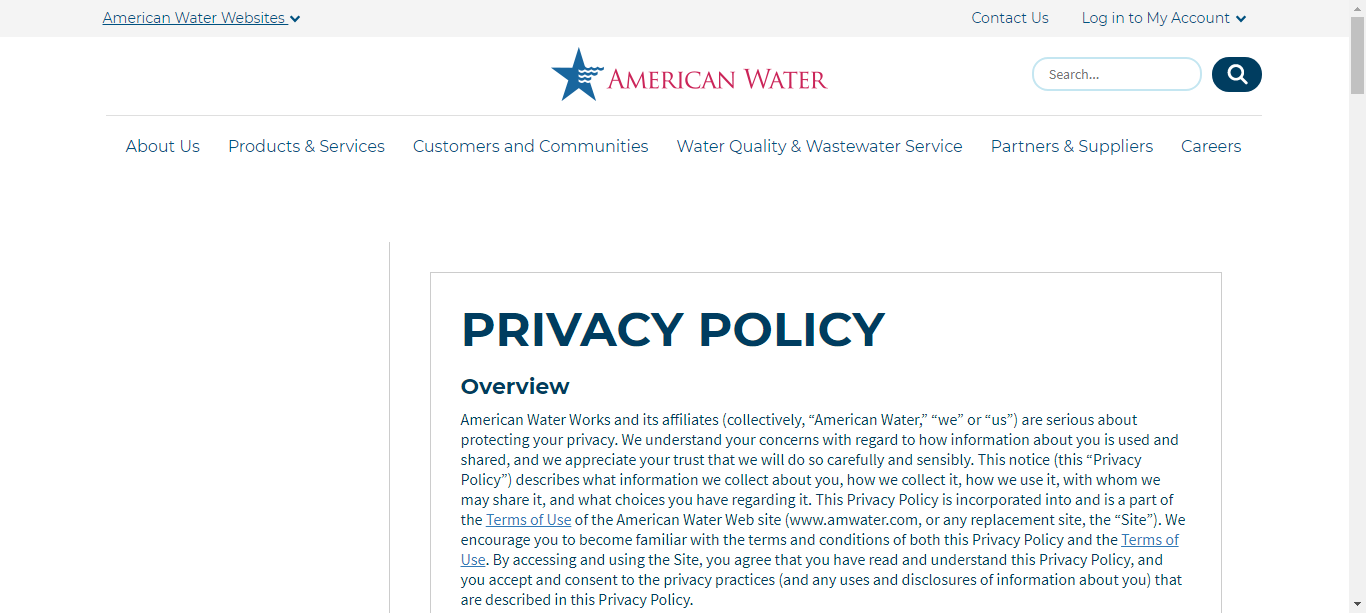 American Water Websites
Contact Us
Log in to My Account
AMERICAN WATER
Search...
About Us
Products & Services
Customers and Communities
Water Quality & Wastewater Service
Partners & Suppliers
Careers
PRIVACY POLICY
Overview
American Water Works and its affiliates (collectively, “American Water,” “we” or “us”) are serious about
protecting your privacy. We understand your concerns with regard to how information about you is used and
shared, and we appreciate your trust that we will do so carefully and sensibly. This notice (this “Privacy
Policy”) describes what information we collect about you, how we collect it, how we use it, with whom we
may share it, and what choices you have regarding it. This Privacy Policy is incorporated into and is a part of
the Terms of Use of the American Water Web site (www.amwater.com, or any replacement site, the “Site”). We
encourage you to become familiar with the terms and conditions of both this Privacy Policy and the Terms of
Use. By accessing and using the Site, you agree that you have read and understand this Privacy Policy, and
you accept and consent to the privacy practices (and any uses and disclosures of information about you) that
are described in this Privacy Policy.